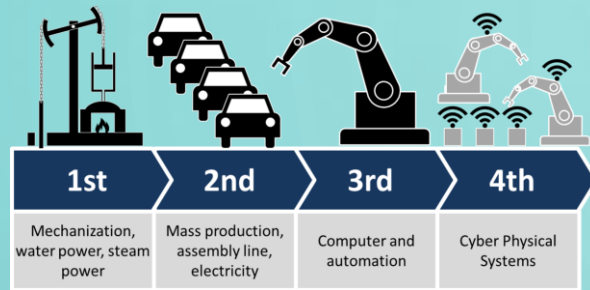 1st
2nd
3rd
4th
Mechanization,
water power, steam
power
Mass production,
assembly line,
electricity
Computer and
automation
Cyber Physical
Systems